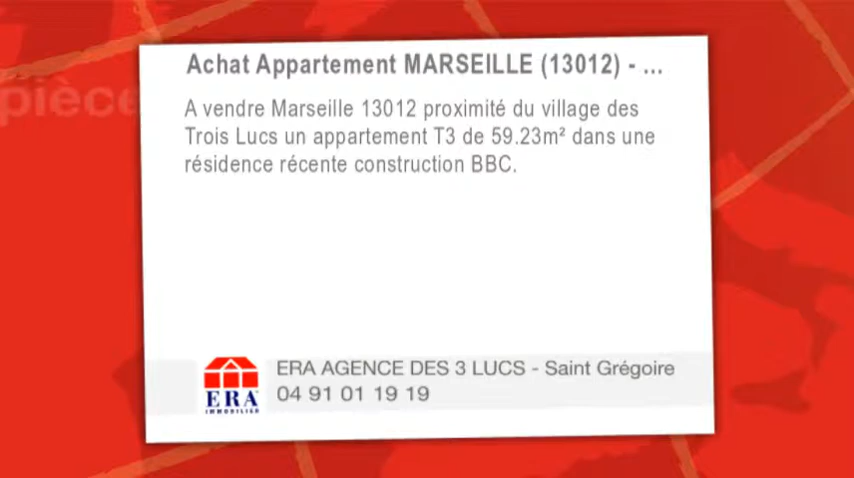 Achat Appartement MARSEILLE (13012) - ...
pièce
A vendre Marseille 13012 proximité du village des
Trois Lucs un appartement T3 de 59.23m² dans une
résidence récente construction BBC.
ERA AGENCE DES 3 LUCS - Saint Grégoire
04 91 01 19 19
ERA
IMMOBILIER